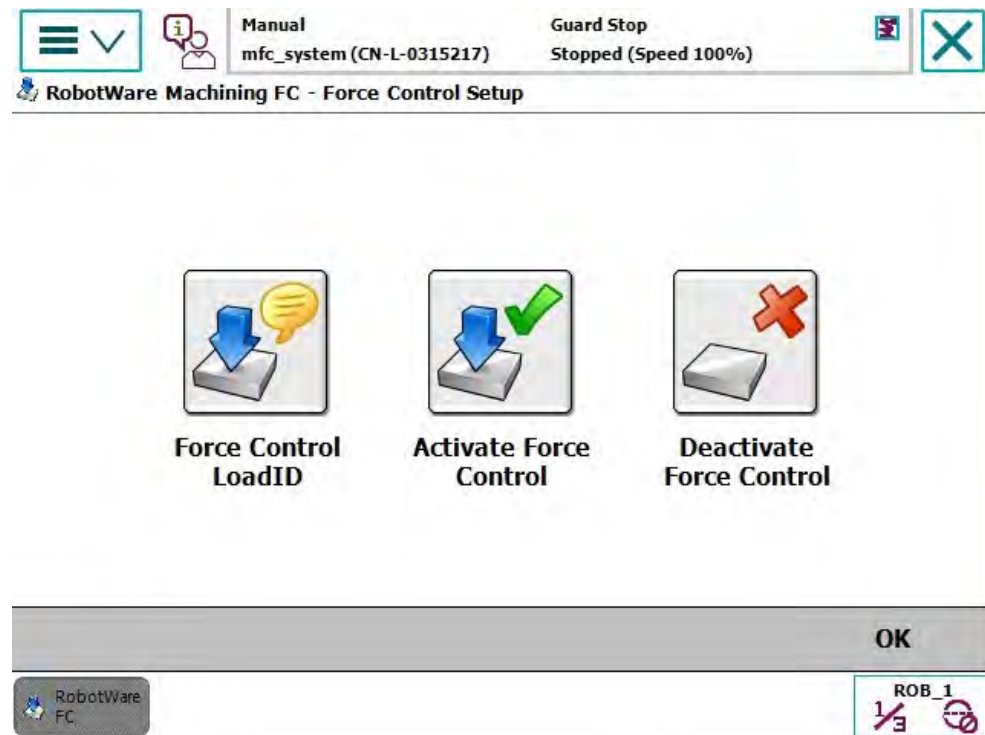 Manual
Guard Stop
mfc_system (CN-L-0315217)
Stopped (Speed 100%)
RobotWare Machining FC - Force Control Setup
Force Control
LoadID
Activate Force
Control
Deactivate
Force Control
OK
RobotWare
FC
ROB_1
1/3